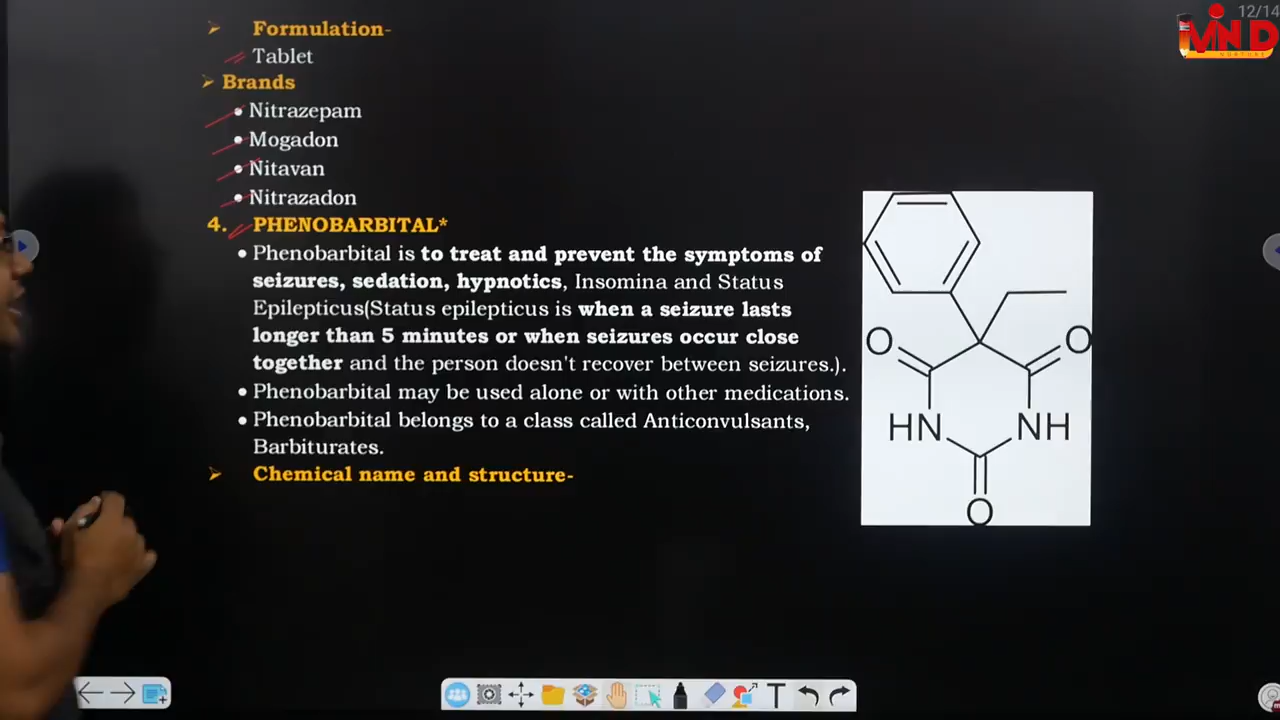 12/14
MIND
Formulation-
Tablet
Brands
Nitrazepam
Mogadon
Nitavan
Nitrazadon
4. PHENOBARBITAL*
Phenobarbital is to treat and prevent the symptoms of
seizures, sedation, hypnotics, Insomina and Status
Epilepticus(Status epilepticus is when a seizure lasts
longer than 5 minutes or when seizures occur close
together and the person doesn't recover between seizures.).
Phenobarbital may be used alone or with other medications.
Phenobarbital belongs to a class called Anticonvulsants,
Barbiturates.
Chemical name and structure-
O
O
HN
NH
O
T